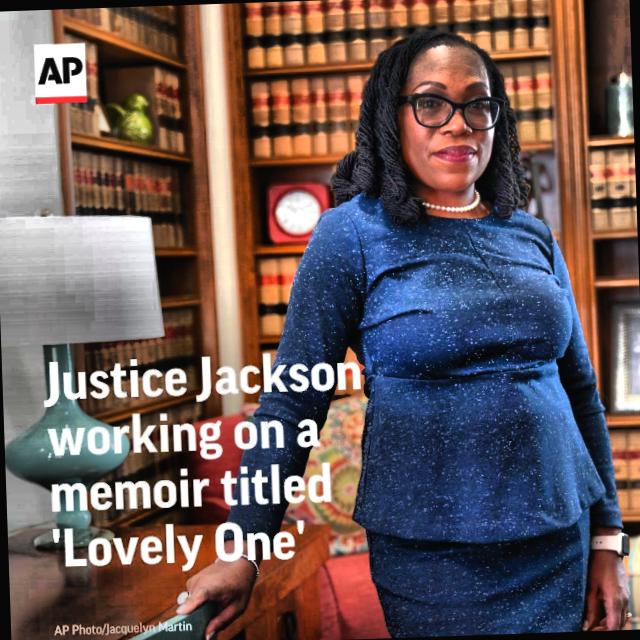 AP
Justice Jackson
working on a
memoir titled
'Lovely One'
AP Photo/Jacquelyn Martin